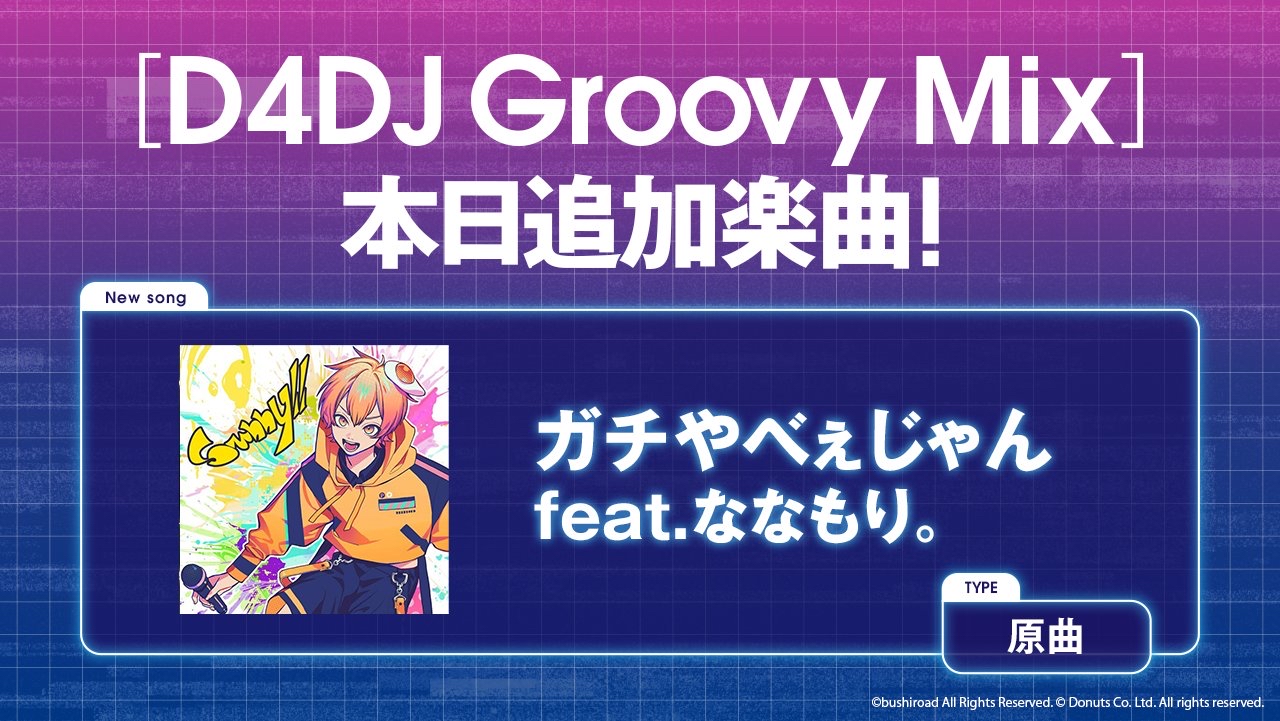 [D4DJ Groovy Mix]
本日追加楽曲!
New song
Sunny!!
ガチやべぇじゃん
feat.ななもり。
TYPE
原曲
©bushiroad All Rights Reserved. © Donuts Co. Ltd. All rights reserved.